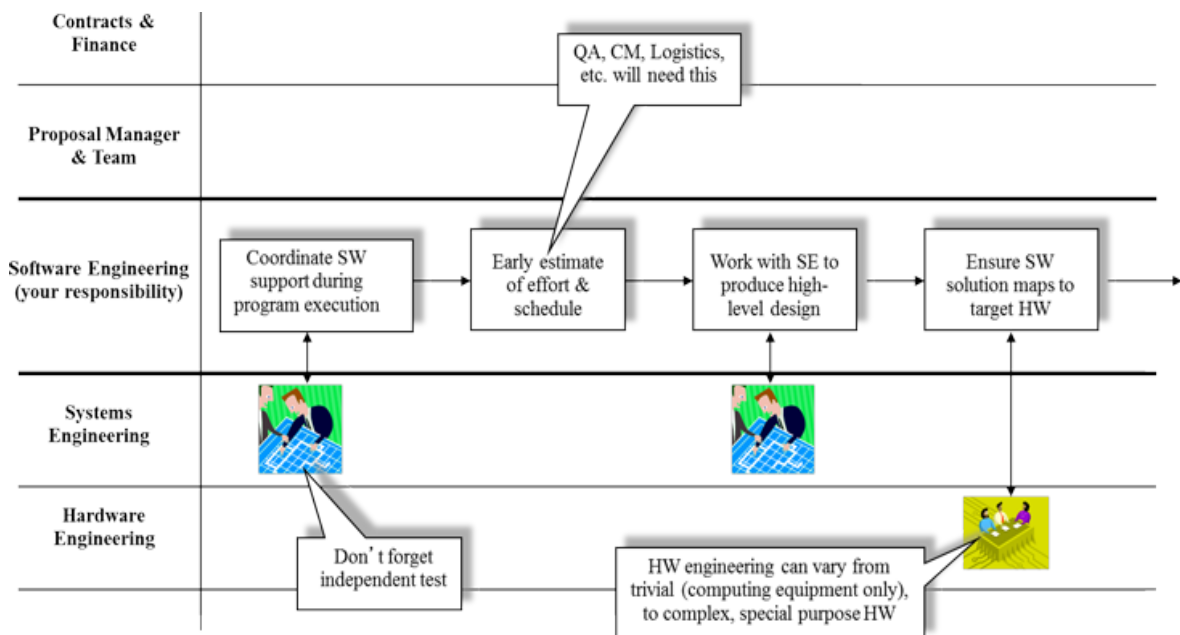 Contracts &
Finance
QA, CM, Logistics,
etc. will need this
Proposal Manager
& Team
Software Engineering
(your responsibility)
Coordinate SW
support during
program execution
Early estimate
of effort &
schedule
Work with SE to
produce high-
level design
Ensure SW
solution maps to
target HW
Systems
Engineering
Hardware
Engineering
Don’t forget
independent test
HW engineering can vary from
trivial (computing equipment only),
to complex, special purpose HW